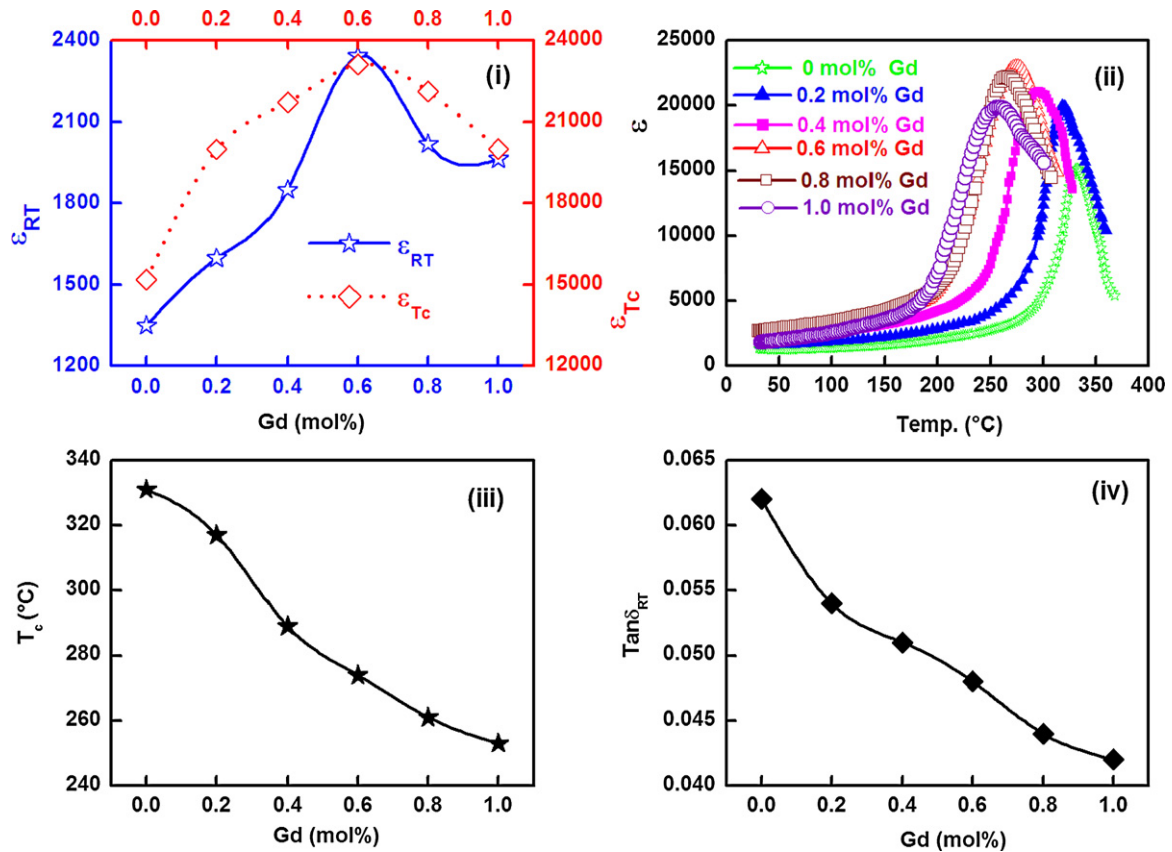 0.0 0.2 0.4 0.6 0.8 1.0
2400
2100
1800
1500
1200
ε_RT
(i)
ε_RT
ε_Tc
24000
21000
18000
15000
12000
ε_Tc
0.0 0.2 0.4 0.6 0.8 1.0
Gd (mol%)
25000
20000
15000
10000
5000
0
ε
(ii)
0 mol% Gd
0.2 mol% Gd
0.4 mol% Gd
0.6 mol% Gd
0.8 mol% Gd
1.0 mol% Gd
0 50 100 150 200 250 300 350 400
Temp. (°C)
340
320
300
280
260
240
T_c (°C)
(iii)
0.0 0.2 0.4 0.6 0.8 1.0
Gd (mol%)
0.065
0.060
0.055
0.050
0.045
0.040
Tanδ_RT
(iv)
0.0 0.2 0.4 0.6 0.8 1.0
Gd (mol%)